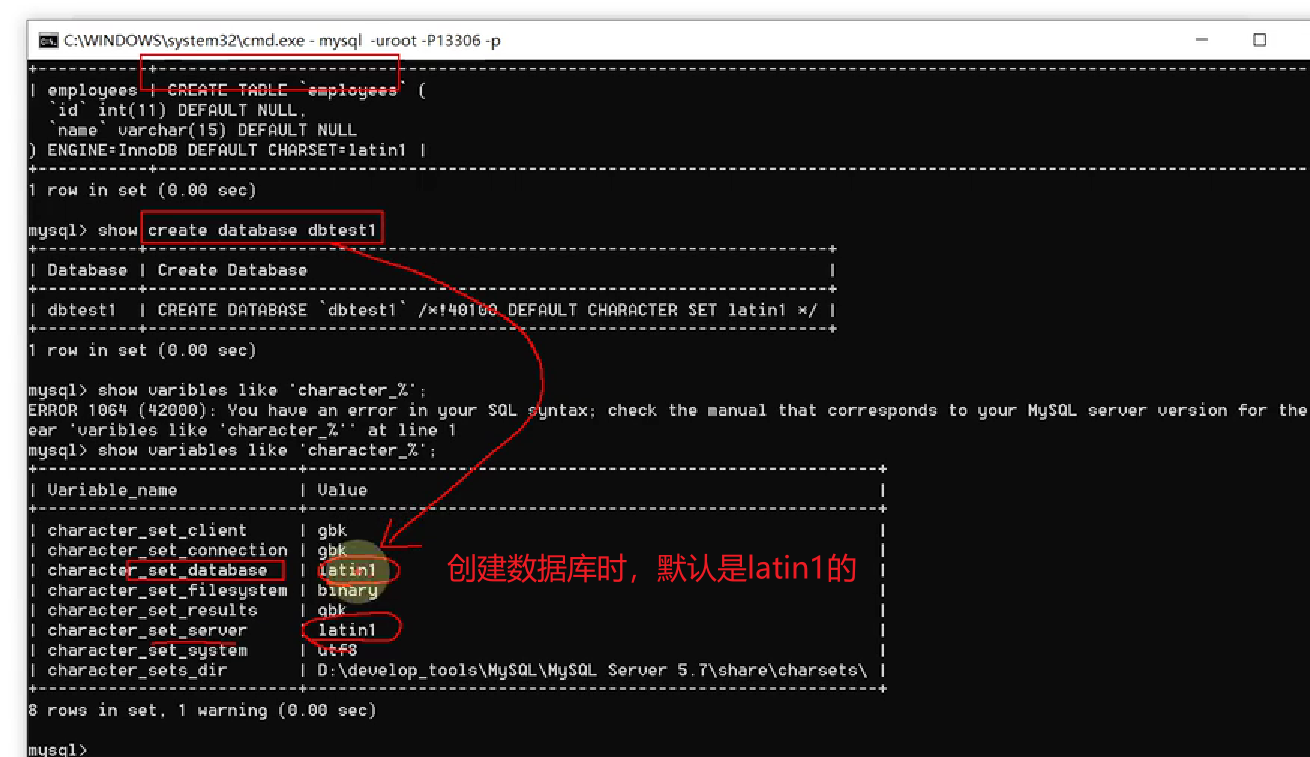 C:\WINDOWS\system32\cmd.exe - mysql -uroot -P13306 -p
| employees | CREATE TABLE `employees` (
`id` int(11) DEFAULT NULL,
`name` varchar(15) DEFAULT NULL
) ENGINE=InnoDB DEFAULT CHARSET=latin1 |
1 row in set (0.00 sec)
mysql> show create database dbtest1
| Database | Create Database |
| dbtest1 | CREATE DATABASE `dbtest1` /*!40100 DEFAULT CHARACTER SET latin1 */ |
1 row in set (0.00 sec)
mysql> show varibles like 'character_%';
ERROR 1064 (42000): You have an error in your SQL syntax; check the manual that corresponds to your MySQL server version for the
ear 'varibles like 'character_%'' at line 1
mysql> show variables like 'character_%';
| Variable_name | Value |
| character_set_client | gbk |
| character_set_connection | gbk |
| character_set_database | latin1 |
创建数据库时，默认是latin1的
| character_set_filesystem | binary |
| character_set_results | gbk |
| character_set_server | latin1 |
| character_set_system | utf8 |
| character_sets_dir | D:\develop_tools\MySQL\MySQL Server 5.7\share\charsets\ |
8 rows in set, 1 warning (0.00 sec)
mysql>